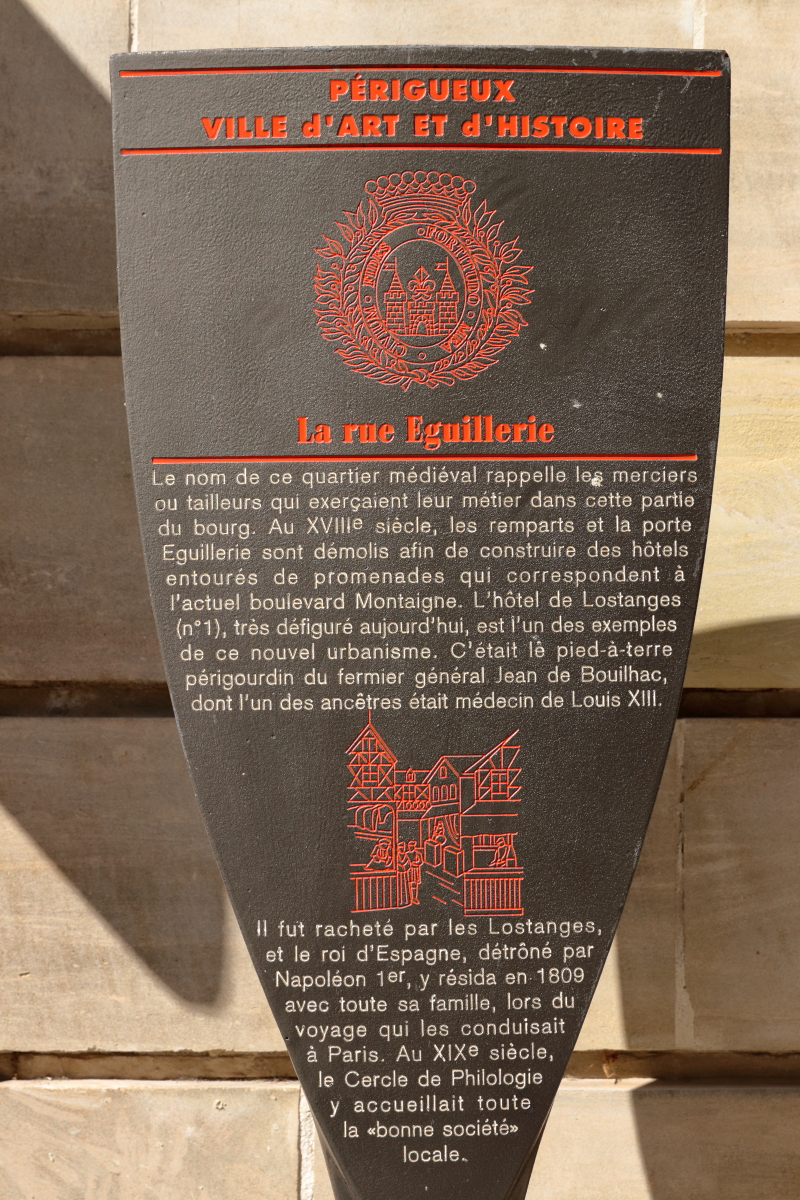 PÉRIGUEUX
VILLE d'ART ET d'HISTOIRE
FORTITUDO
FIDES
La rue Eguillerie
Le nom de ce quartier médiéval rappelle les merciers
ou tailleurs qui exerçaient leur métier dans cette partie
du bourg. Au XVIIIe siècle, les remparts et la porte
Eguillerie sont démolis afin de construire des hôtels
entourés de promenades qui correspondent à
l'actuel boulevard Montaigne. L'hôtel de Lostanges
(n°1), très défiguré aujourd'hui, est l'un des exemples
de ce nouvel urbanisme. C'était le pied-à-terre
périgourdin du fermier général Jean de Bouilhac,
dont l'un des ancêtres était médecin de Louis XIII.
Il fut racheté par les Lostanges,
et le roi d'Espagne, détrôné par
Napoléon 1er, y résida en 1809
avec toute sa famille, lors du
voyage qui les conduisait
à Paris. Au XIXe siècle,
le Cercle de Philologie
y accueillait toute
la «bonne société»
locale.